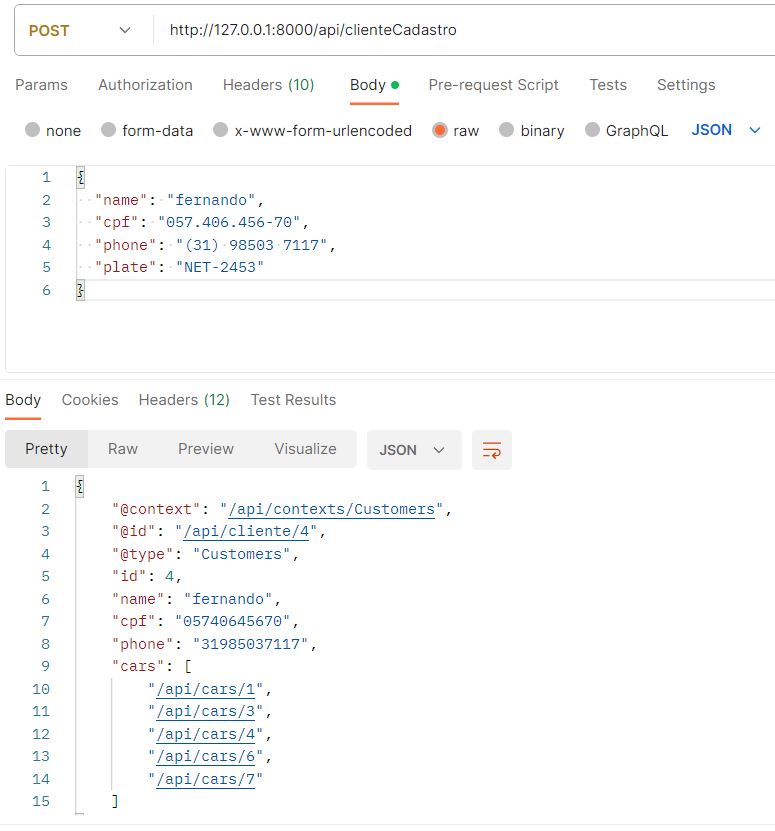 POST http://127.0.0.1:8000/api/clienteCadastro
Params Authorization Headers (10) Body Pre-request Script Tests Settings
none form-data x-www-form-urlencoded raw binary GraphQL JSON
1 {
2 "name": "fernando",
3 "cpf": "057.406.456-70",
4 "phone": "(31) 98503 7117",
5 "plate": "NET-2453"
6 }
Body Cookies Headers (12) Test Results
Pretty Raw Preview Visualize JSON
1 {
2 "@context": "/api/contexts/Customers",
3 "@id": "/api/cliente/4",
4 "@type": "Customers",
5 "id": 4,
6 "name": "fernando",
7 "cpf": "05740645670",
8 "phone": "31985037117",
9 "cars": [
10 "/api/cars/1",
11 "/api/cars/3",
12 "/api/cars/4",
13 "/api/cars/6",
14 "/api/cars/7"
15 ]